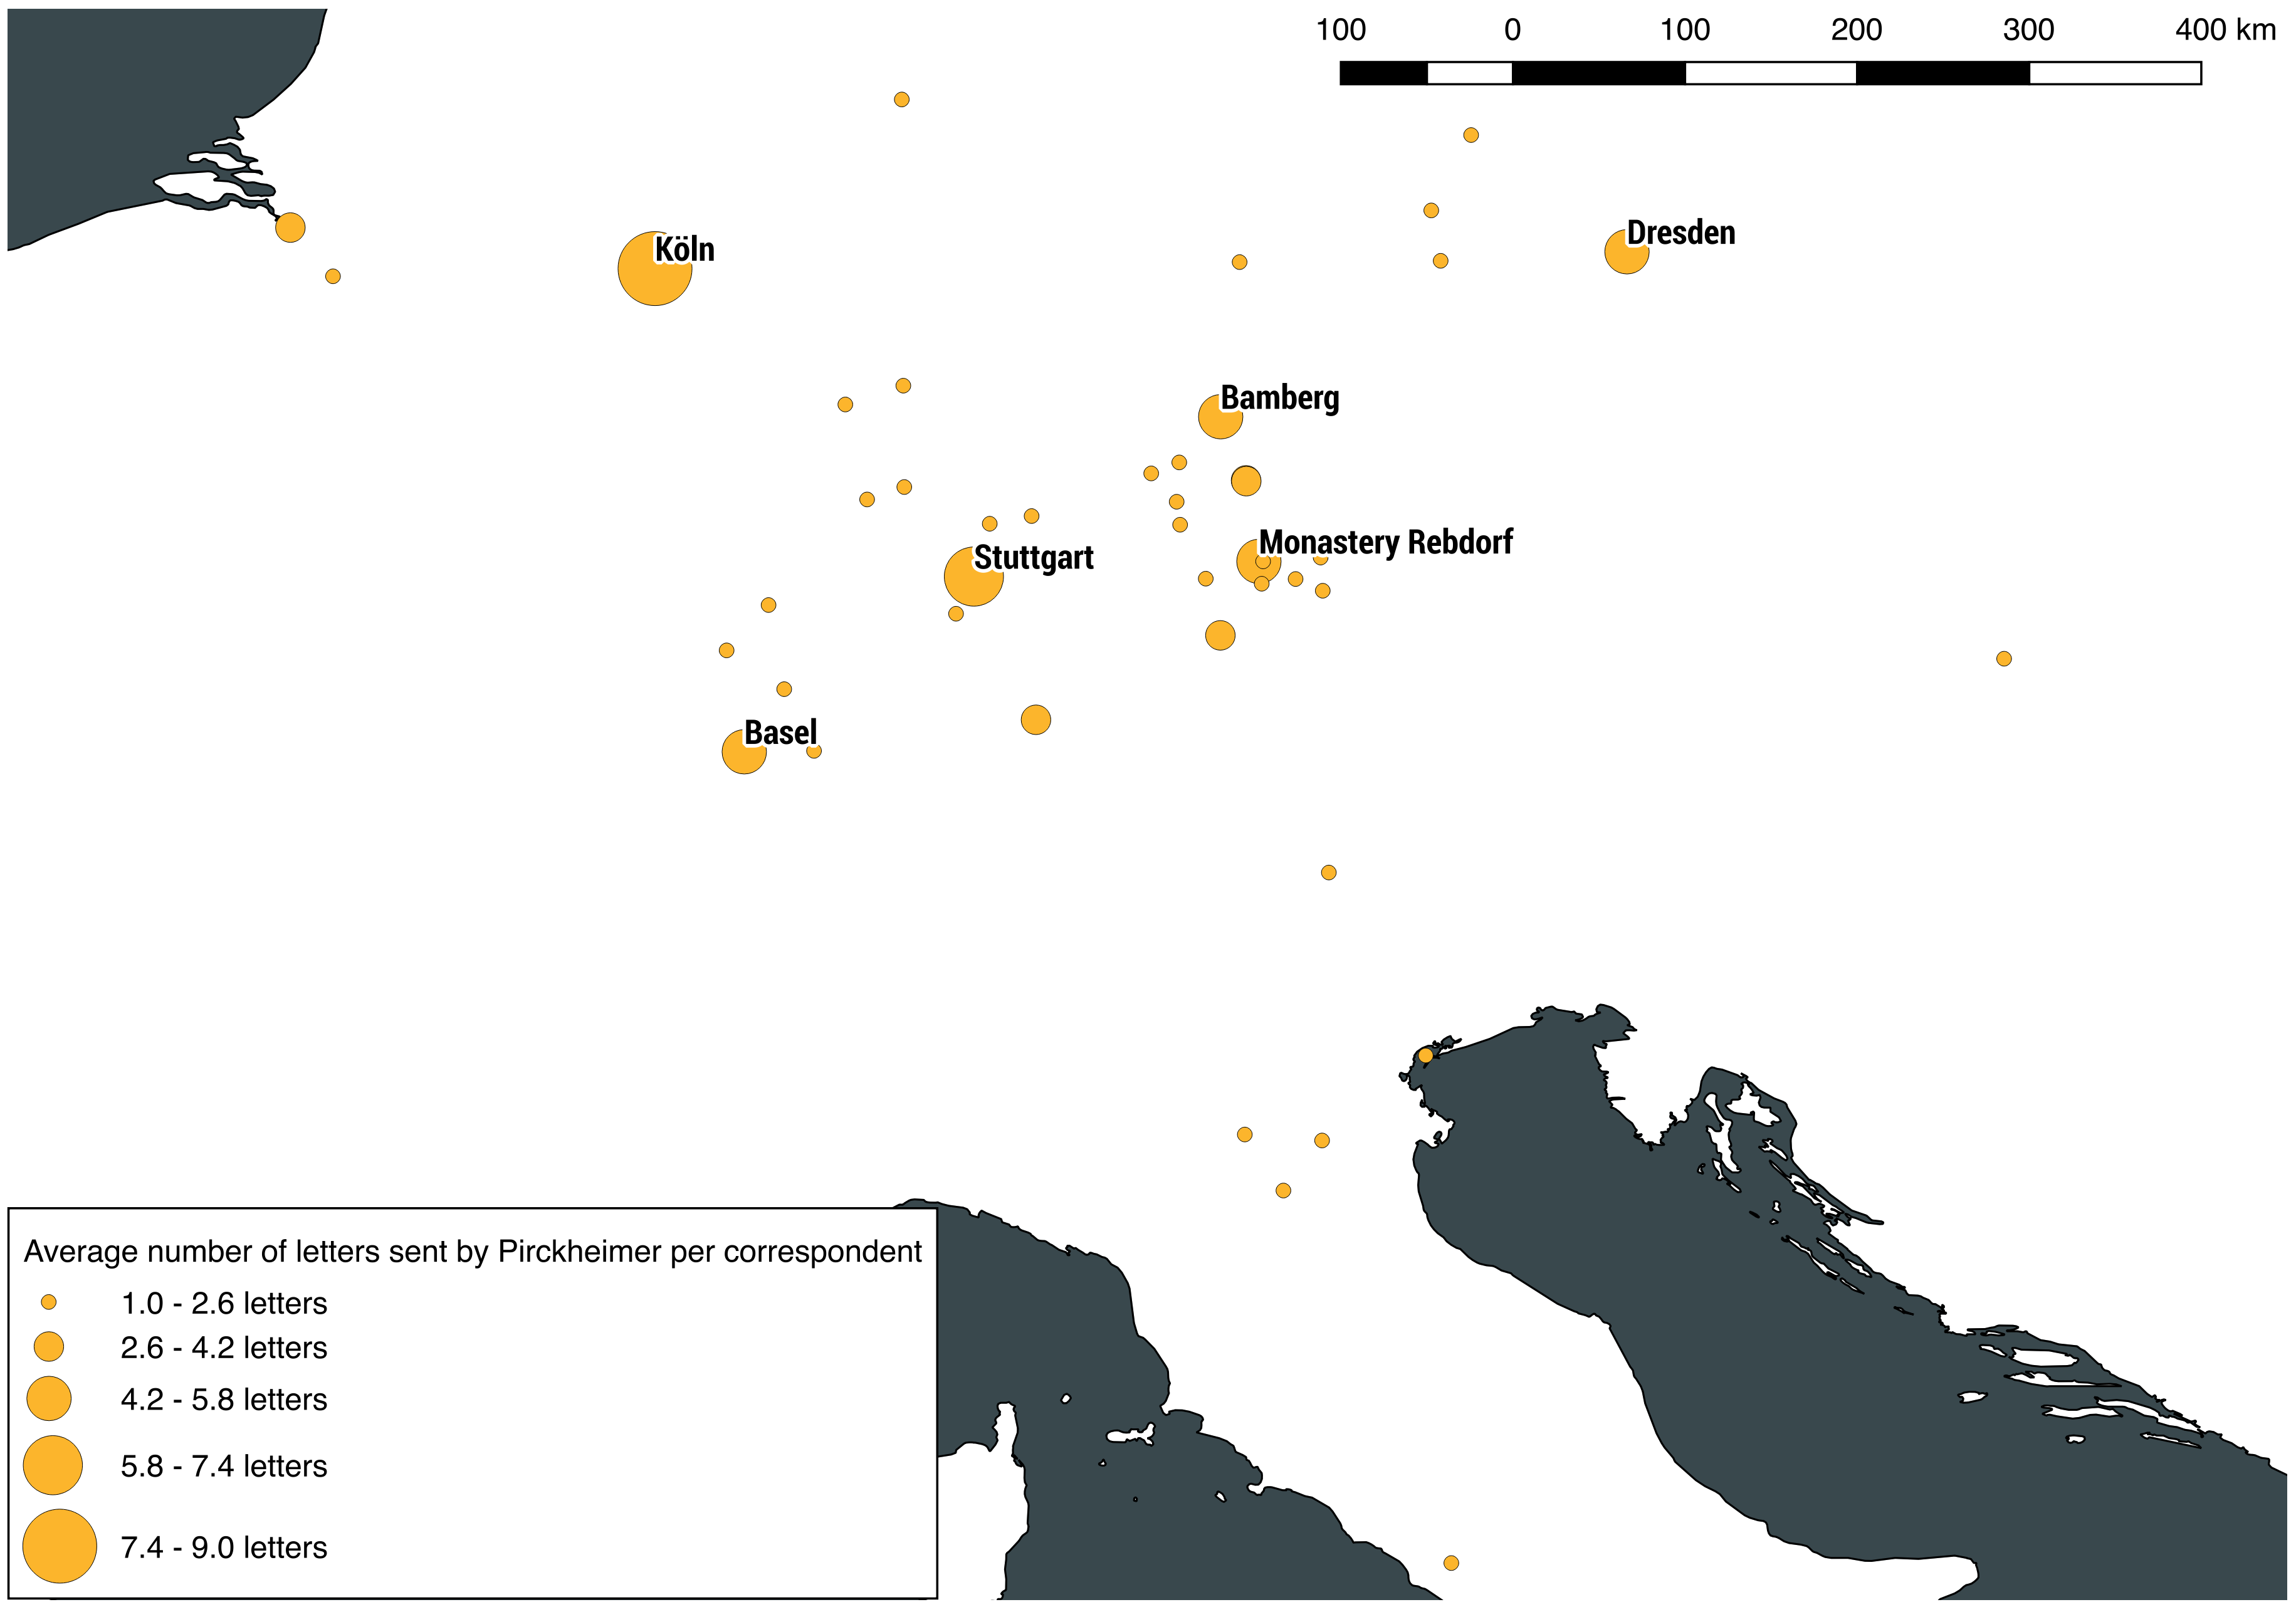 100 0 100 200 300 400 km
Dresden
Köln
Bamberg
Monastery Rebdorf
Stuttgart
Basel
Average number of letters sent by Pirckheimer per correspondent
1.0 - 2.6 letters
2.6 - 4.2 letters
4.2 - 5.8 letters
5.8 - 7.4 letters
7.4 - 9.0 letters